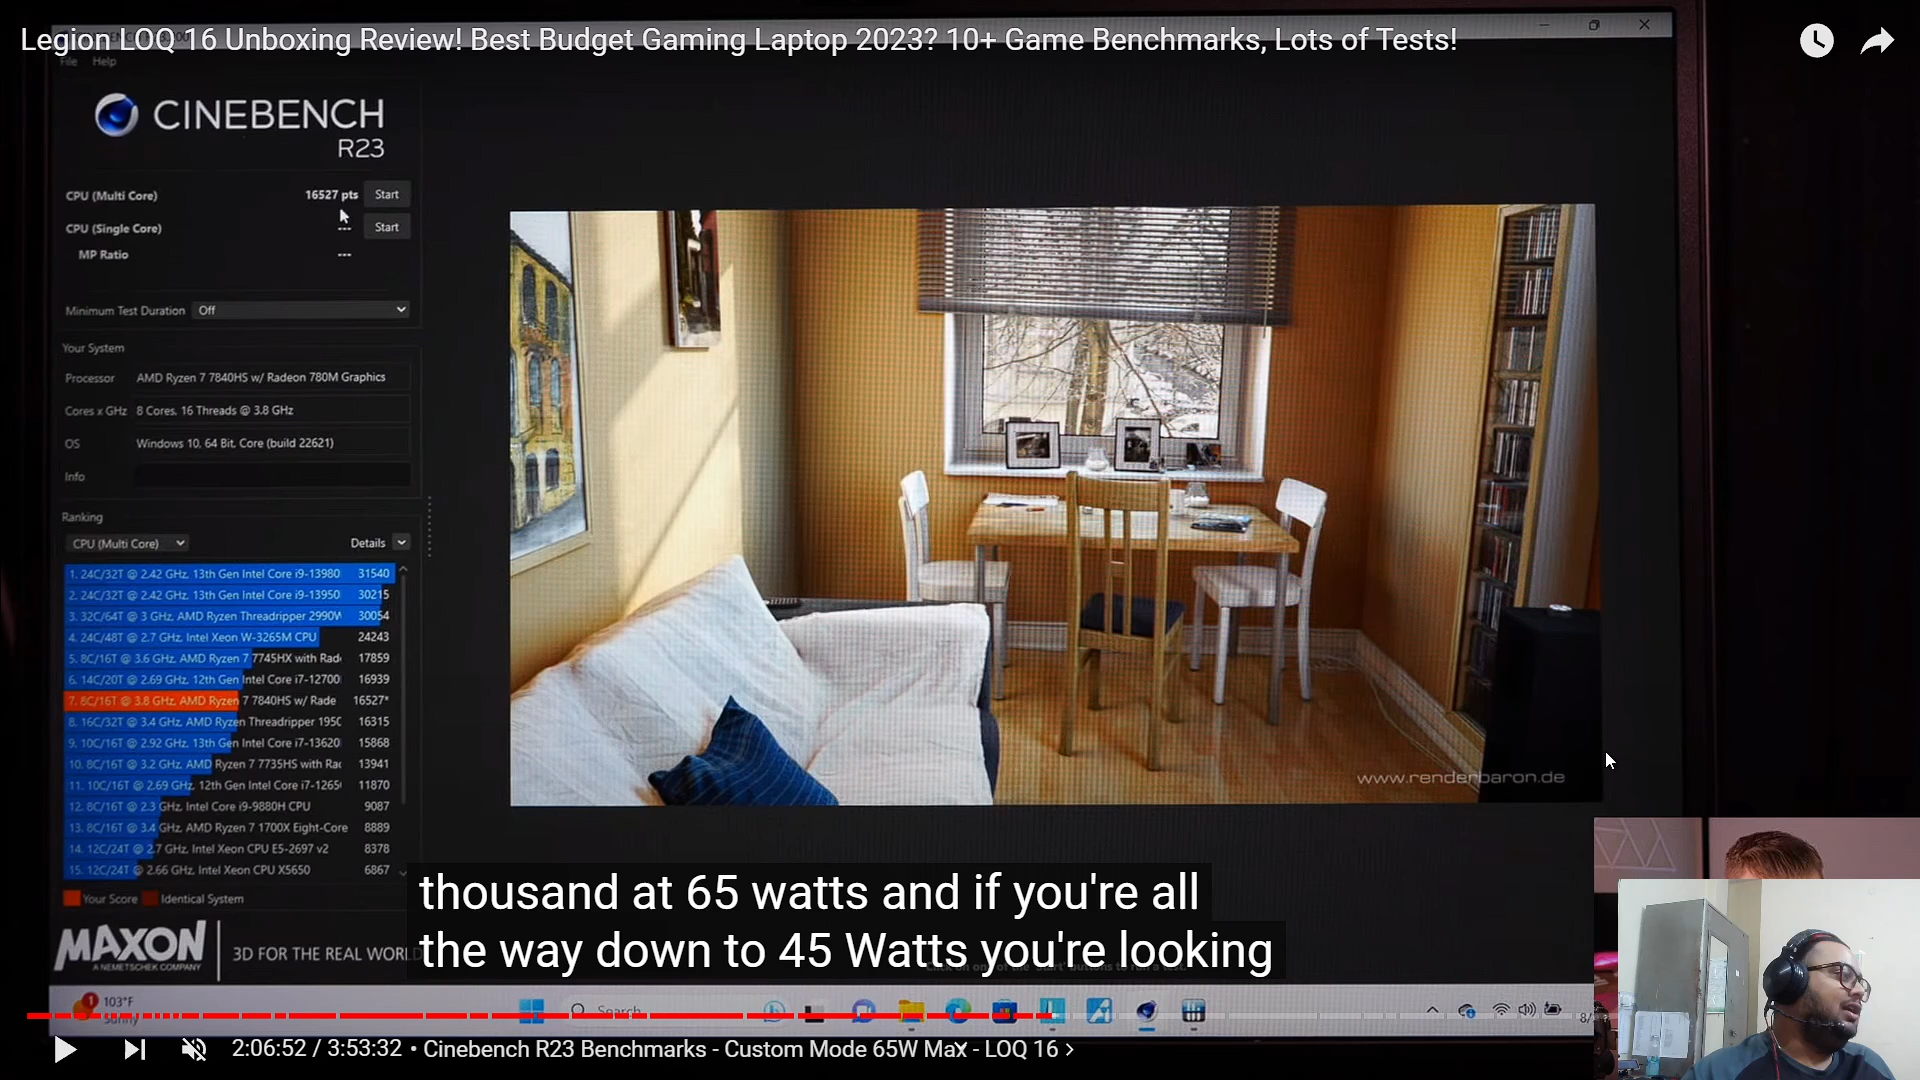 Legion LOQ 16 Unboxing Review! Best Budget Gaming Laptop 2023? 10+ Game Benchmarks, Lots of Tests!
File Help
CINEBENCH
R23
CPU (Multi Core) 16527 pts Start
CPU (Single Core) --- Start
MP Ratio ---
Minimum Test Duration Off
Your System
Processor AMD Ryzen 7 7840HS w/ Radeon 780M Graphics
Cores x GHz 8 Cores, 16 Threads @ 3.8 GHz
OS Windows 10, 64 Bit, Core (build 22621)
Info
Ranking
CPU (Multi Core) Details
1. 24C/32T @ 2.42 GHz, 13th Gen Intel Core i9-13980 31540
2. 24C/32T @ 2.42 GHz, 13th Gen Intel Core i9-13950 30215
3. 32C/64T @ 3 GHz, AMD Ryzen Threadripper 2990W 30054
4. 24C/48T @ 2.7 GHz, Intel Xeon W-3265M CPU 24243
5. 8C/16T @ 3.6 GHz, AMD Ryzen 7 7745HX with Rad 17859
6. 14C/20T @ 2.69 GHz, 12th Gen Intel Core i7-12700 16939
7. 8C/16T @ 3.8 GHz, AMD Ryzen 7 7840HS w/ Rade 16527*
8. 16C/32T @ 3.4 GHz, AMD Ryzen Threadripper 195C 16315
9. 10C/16T @ 2.92 GHz, 13th Gen Intel Core i7-13620 15868
10. 8C/16T @ 3.2 GHz, AMD Ryzen 7 7735HS with Rac 13941
11. 10C/16T @ 2.69 GHz, 12th Gen Intel Core i7-1265 11870
12. 8C/16T @ 2.3 GHz, Intel Core i9-9880H CPU 9087
13. 8C/16T @ 3.4 GHz, AMD Ryzen 7 1700X Eight-Core 8889
14. 12C/24T @ 2.7 GHz, Intel Xeon CPU E5-2697 v2 8378
15. 12C/24T @ 2.66 GHz, Intel Xeon CPU X5650 6867
Your Score Identical System
MAXON
A NEMETSCHEK COMPANY
3D FOR THE REAL WORL
www.renderbaron.de
thousand at 65 watts and if you're all
the way down to 45 Watts you're looking
1
103°F
Sunny
Search
2:06:52 / 3:53:32 • Cinebench R23 Benchmarks - Custom Mode 65W Max - LOQ 16 >